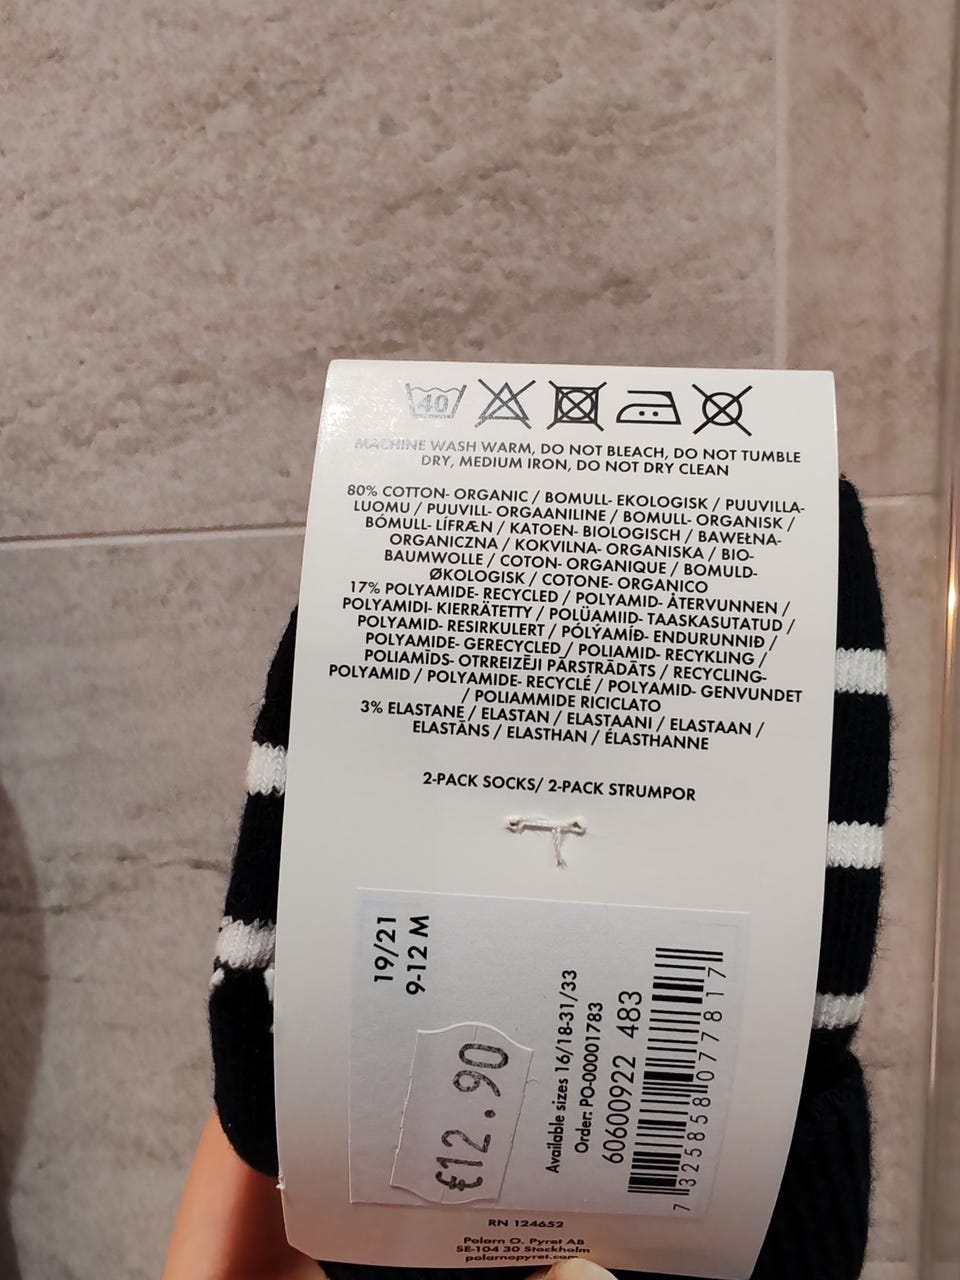 40
MACHINE WASH WARM, DO NOT BLEACH, DO NOT TUMBLE
DRY, MEDIUM IRON, DO NOT DRY CLEAN
80% COTTON- ORGANIC / BOMULL- EKOLOGISK / PUUVILLA-
LUOMU / PUUVILL- ORGAANILINE / BOMULL- ORGANISK /
BÓMULL- LÍFRÆN / KATOEN- BIOLOGISCH / BAWEŁNA-
ORGANICZNA / KOKVILNA- ORGANISKA / BIO-
BAUMWOLLE / COTON- ORGANIQUE / BOMULD-
ØKOLOGISK / COTONE- ORGANICO
17% POLYAMIDE- RECYCLED / POLYAMID- ÅTERVUNNEN /
POLYAMIDI- KIERRÄTETTY / POLÜAMIID- TAASKASUTATUD /
POLYAMID- RESIRKULERT / PÓLÝAMÍÐ- ENDURUNNIÐ /
POLYAMIDE- GERECYCLED / POLIAMID- RECYKLING /
POLIAMĪDS- OTRREIZĒJI PĀRSTRĀDĀTS / RECYCLING-
POLYAMID / POLYAMIDE- RECYCLÉ / POLYAMID- GENVUNDET
/ POLIAMMIDE RICICLATO
3% ELASTANE / ELASTAN / ELASTAANI / ELASTAAN /
ELASTĀNS / ELASTHAN / ÉLASTHANNE
2-PACK SOCKS/ 2-PACK STRUMPOR
19/21
9-12 M
€12.90
Available sizes 16/18-31/33
Order: PO-00001783
60600922 483
7 325858 077817
RN 124652
Polarn O. Pyret AB
SE-104 30 Stockholm
polarnopyret.com